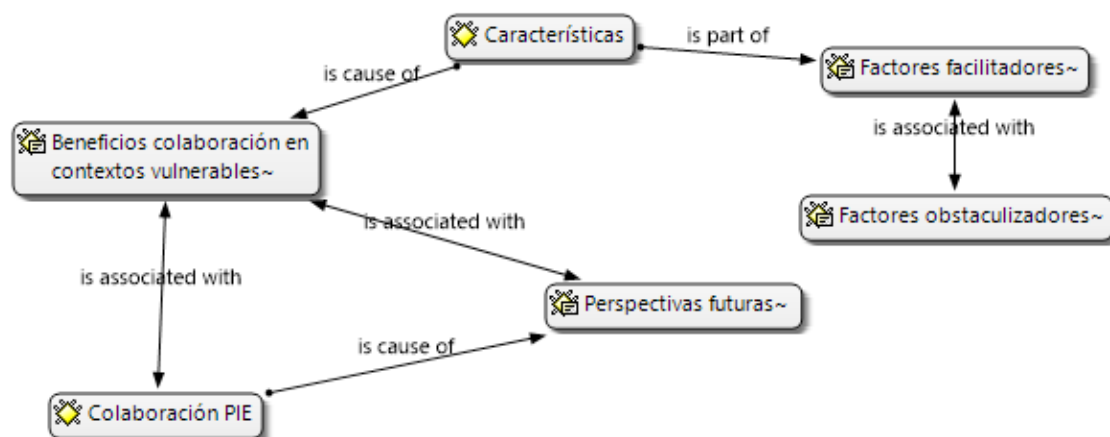 Características
is part of
Factores facilitadores~
is cause of
is associated with
Beneficios colaboración en
contextos vulnerables~
Factores obstaculizadores~
is associated with
is associated with
Perspectivas futuras~
is cause of
Colaboración PIE